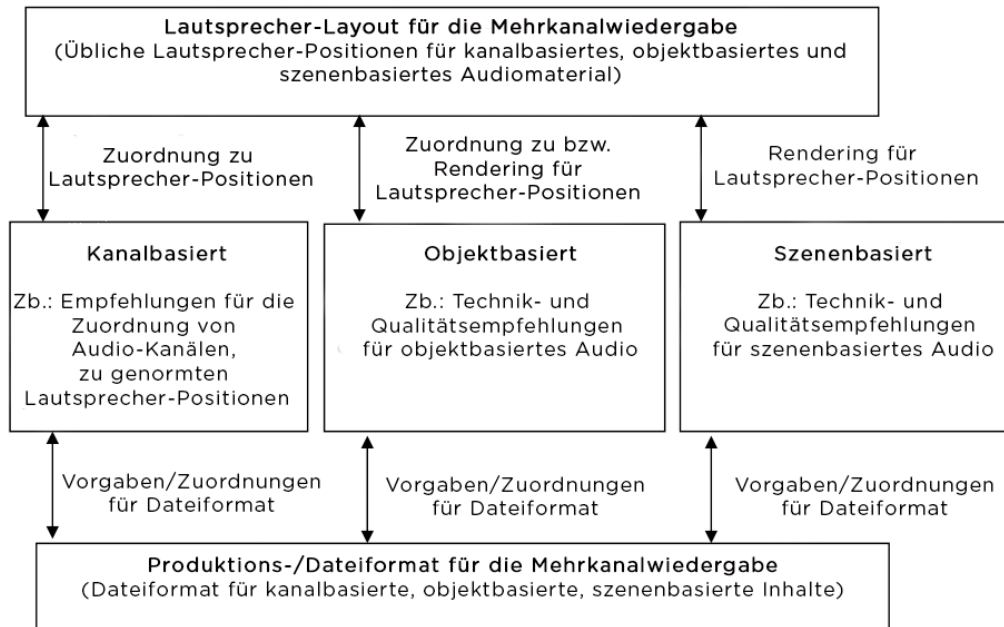 Lautsprecher-Layout für die Mehrkanalwiedergabe
(Übliche Lautsprecher-Positionen für kanalbasiertes, objektbasiertes und
szenenbasiertes Audiomaterial)
Zuordnung zu
Lautsprecher-Positionen
Zuordnung zu bzw.
Rendering für
Lautsprecher-Positionen
Rendering für
Lautsprecher-Positionen
Kanalbasiert
Zb.: Empfehlungen für die
Zuordnung von
Audio-Kanälen,
zu genormten
Lautsprecher-Positionen
Objektbasiert
Zb.: Technik- und
Qualitätsempfehlungen
für objektbasiertes Audio
Szenenbasiert
Zb.: Technik- und
Qualitätsempfehlungen
für szenenbasiertes Audio
Vorgaben/Zuordnungen
für Dateiformat
Vorgaben/Zuordnungen
für Dateiformat
Vorgaben/Zuordnungen
für Dateiformat
Produktions-/Dateiformat für die Mehrkanalwiedergabe
(Dateiformat für kanalbasierte, objektbasierte, szenenbasierte Inhalte)